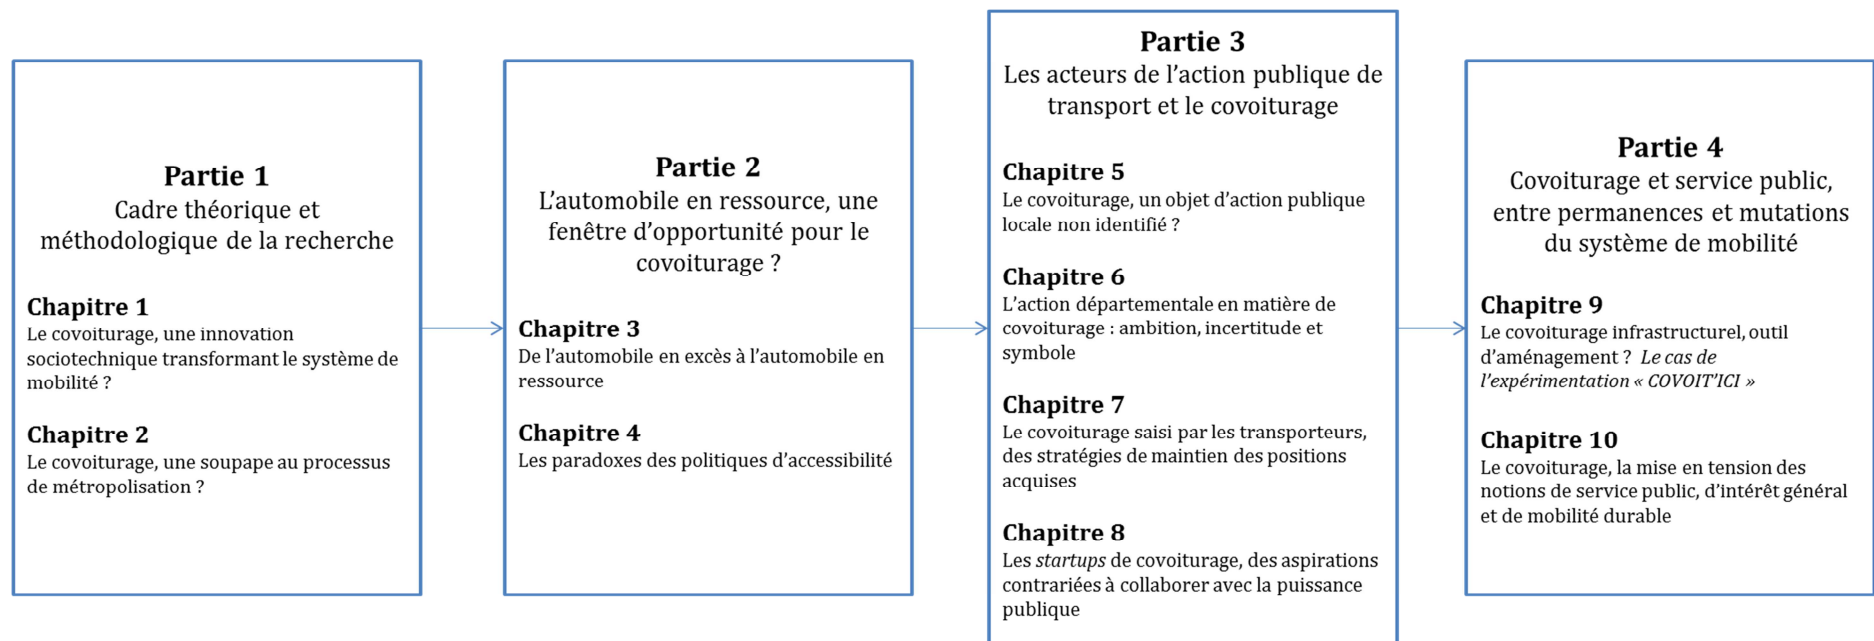 Partie 1
Cadre théorique et
méthodologique de la recherche
Chapitre 1
Le covoiturage, une innovation
sociotechnique transformant le système de
mobilité ?
Chapitre 2
Le covoiturage, une soupape au processus
de métropolisation ?
Partie 2
L’automobile en ressource, une
fenêtre d’opportunité pour le
covoiturage ?
Chapitre 3
De l’automobile en excès à l’automobile en
ressource
Chapitre 4
Les paradoxes des politiques d’accessibilité
Partie 3
Les acteurs de l’action publique de
transport et le covoiturage
Chapitre 5
Le covoiturage, un objet d’action publique
locale non identifié ?
Chapitre 6
L’action départementale en matière de
covoiturage : ambition, incertitude et
symbole
Chapitre 7
Le covoiturage saisi par les transporteurs,
des stratégies de maintien des positions
acquises
Chapitre 8
Les startups de covoiturage, des aspirations
contrariées à collaborer avec la puissance
publique
Partie 4
Covoiturage et service public,
entre permanences et mutations
du système de mobilité
Chapitre 9
Le covoiturage infrastructurel, outil
d’aménagement ? Le cas de
l’expérimentation « COVOIT’ICI »
Chapitre 10
Le covoiturage, la mise en tension des
notions de service public, d’intérêt général
et de mobilité durable